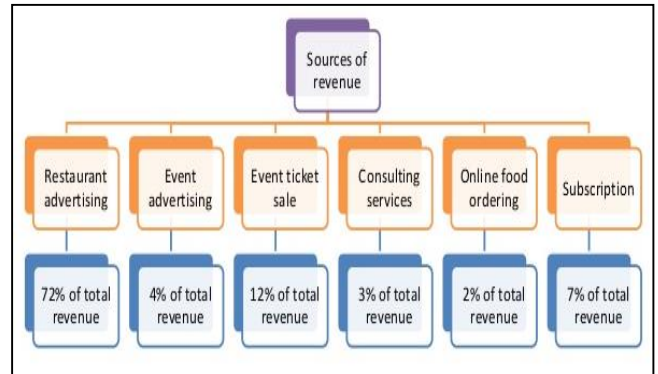 Sources of
revenue
Restaurant
advertising
Event
advertising
Event ticket
sale
Consulting
services
Online food
ordering
Subscription
72% of total
revenue
4% of total
revenue
12% of total
revenue
3% of total
revenue
2% of total
revenue
7% of total
revenue